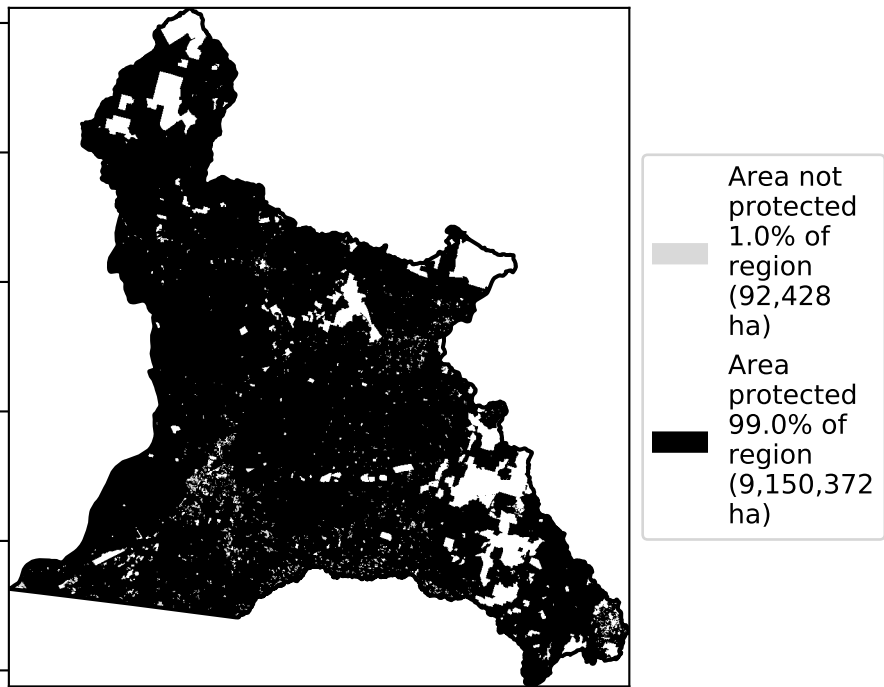 Area not
protected
1.0% of
region
(92,428
ha)
Area
protected
99.0% of
region
(9,150,372
ha)